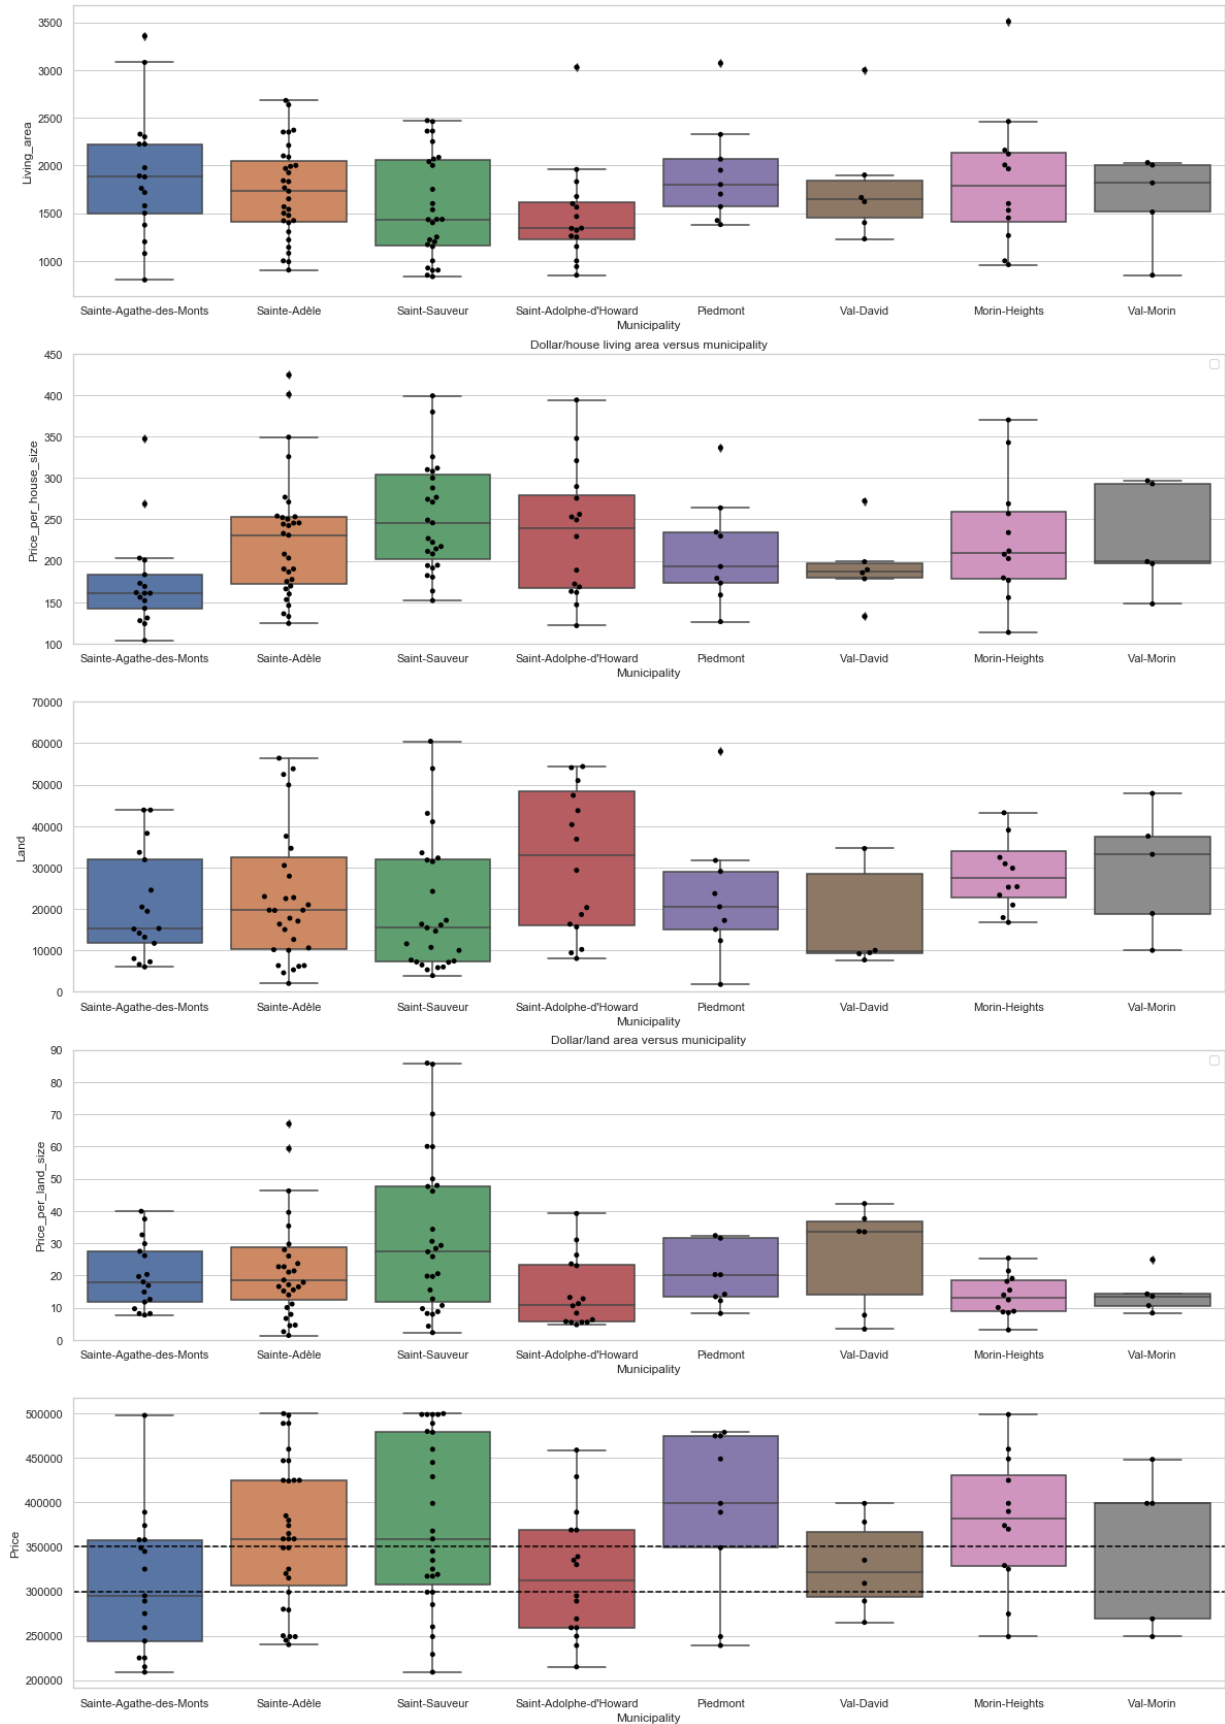 3500
3000
2500
2000
1500
1000
Living_area
Sainte-Agathe-des-Monts Sainte-Adèle Saint-Sauveur Saint-Adolphe-d'Howard Piedmont Val-David Morin-Heights Val-Morin
Municipality
Dollar/house living area versus municipality
450
400
350
300
250
200
150
100
Price_per_house_size
Sainte-Agathe-des-Monts Sainte-Adèle Saint-Sauveur Saint-Adolphe-d'Howard Piedmont Val-David Morin-Heights Val-Morin
Municipality
70000
60000
50000
40000
30000
20000
10000
0
Land
Sainte-Agathe-des-Monts Sainte-Adèle Saint-Sauveur Saint-Adolphe-d'Howard Piedmont Val-David Morin-Heights Val-Morin
Municipality
Dollar/land area versus municipality
90
80
70
60
50
40
30
20
10
0
Price_per_land_size
Sainte-Agathe-des-Monts Sainte-Adèle Saint-Sauveur Saint-Adolphe-d'Howard Piedmont Val-David Morin-Heights Val-Morin
Municipality
500000
450000
400000
350000
300000
250000
200000
Price
Sainte-Agathe-des-Monts Sainte-Adèle Saint-Sauveur Saint-Adolphe-d'Howard Piedmont Val-David Morin-Heights Val-Morin
Municipality